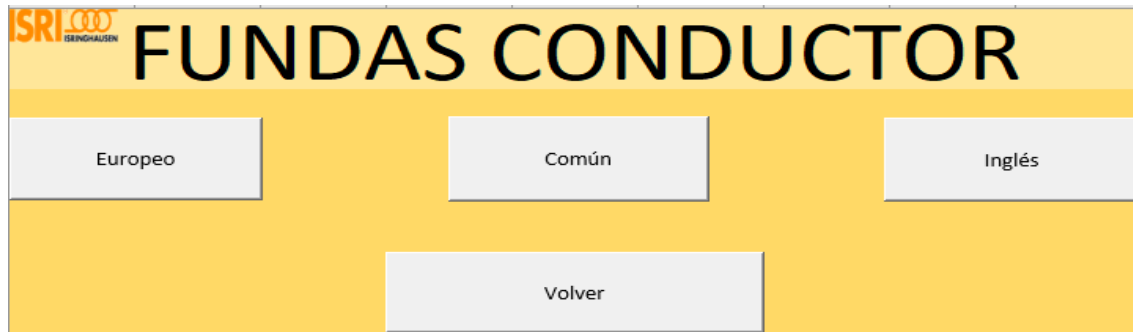 ISRI ISRINGHAUSEN
FUNDAS CONDUCTOR
Europeo
Común
Inglés
Volver